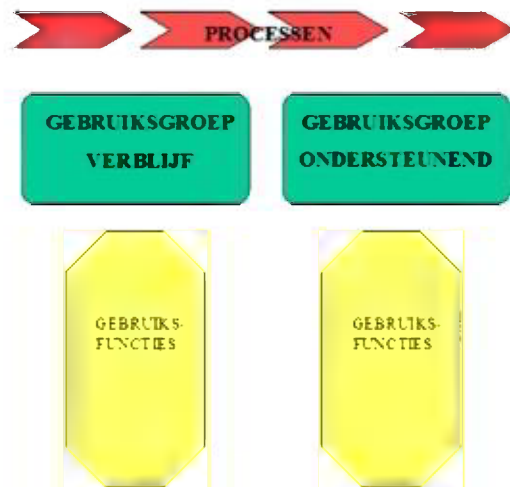 PROCESSEN
GEBRUIKSGROEP
VERBLIJF
GEBRUIKSGROEP
ONDERSTEUNEND
GEBRUIKS-
FUNCTIES
GEBRUIKS-
FUNCTIES